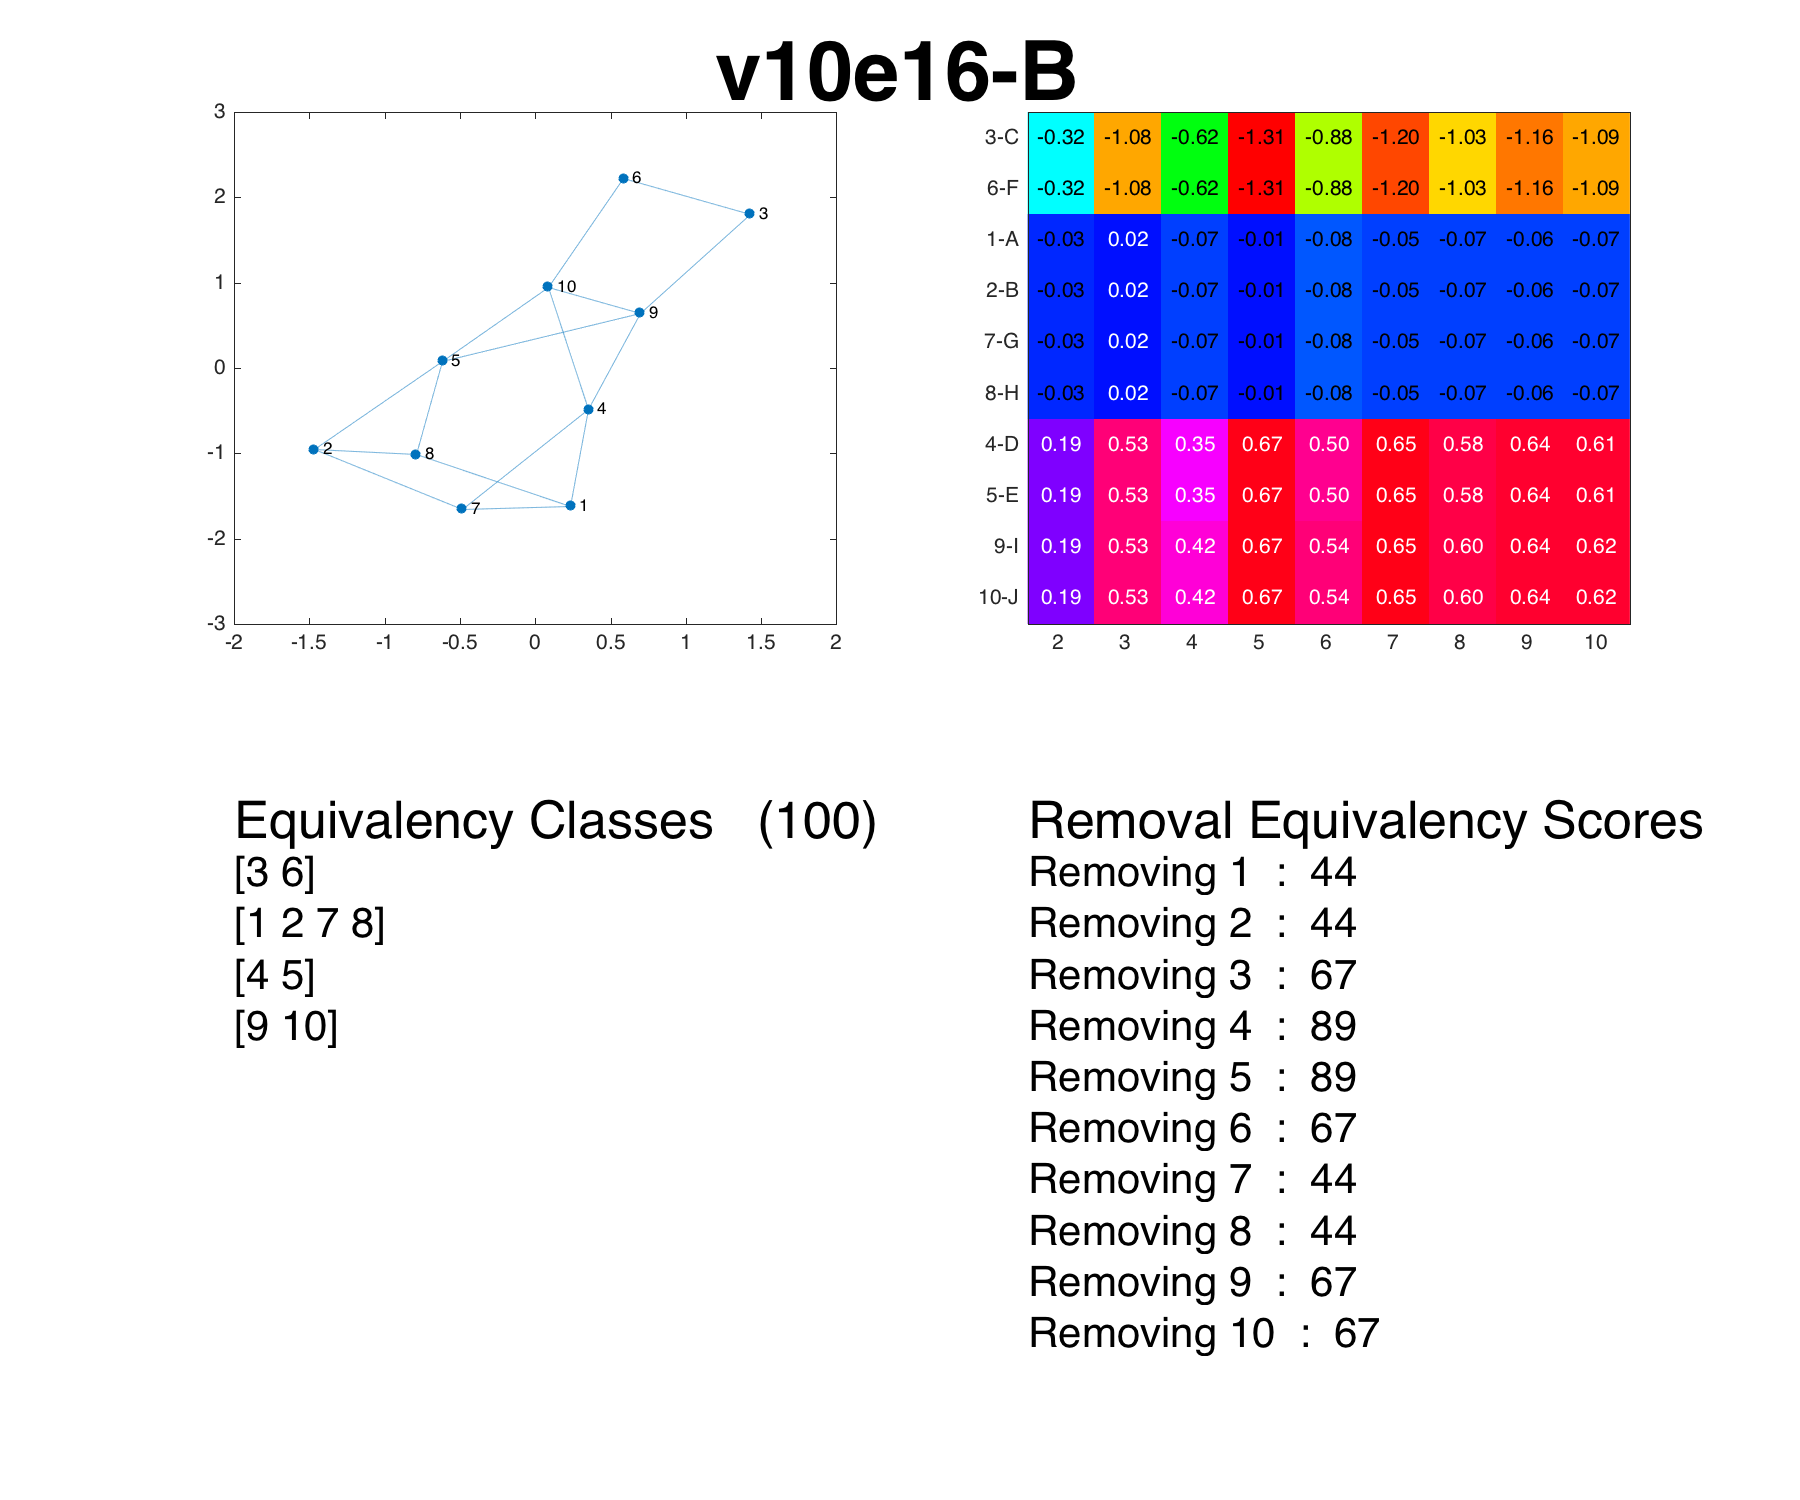 v10e16-B
3
2
1
0
-1
-2
-3
-2 -1.5 -1 -0.5 0 0.5 1 1.5 2
6
3
10
9
5
4
2
8
7
1
3-C -0.32 -1.08 -0.62 -1.31 -0.88 -1.20 -1.03 -1.16 -1.09
6-F -0.32 -1.08 -0.62 -1.31 -0.88 -1.20 -1.03 -1.16 -1.09
1-A -0.03 0.02 -0.07 -0.01 -0.08 -0.05 -0.07 -0.06 -0.07
2-B -0.03 0.02 -0.07 -0.01 -0.08 -0.05 -0.07 -0.06 -0.07
7-G -0.03 0.02 -0.07 -0.01 -0.08 -0.05 -0.07 -0.06 -0.07
8-H -0.03 0.02 -0.07 -0.01 -0.08 -0.05 -0.07 -0.06 -0.07
4-D 0.19 0.53 0.35 0.67 0.50 0.65 0.58 0.64 0.61
5-E 0.19 0.53 0.35 0.67 0.50 0.65 0.58 0.64 0.61
9-I 0.19 0.53 0.42 0.67 0.54 0.65 0.60 0.64 0.62
10-J 0.19 0.53 0.42 0.67 0.54 0.65 0.60 0.64 0.62
2 3 4 5 6 7 8 9 10
Equivalency Classes (100)
[3 6]
[1 2 7 8]
[4 5]
[9 10]
Removal Equivalency Scores
Removing 1 : 44
Removing 2 : 44
Removing 3 : 67
Removing 4 : 89
Removing 5 : 89
Removing 6 : 67
Removing 7 : 44
Removing 8 : 44
Removing 9 : 67
Removing 10 : 67